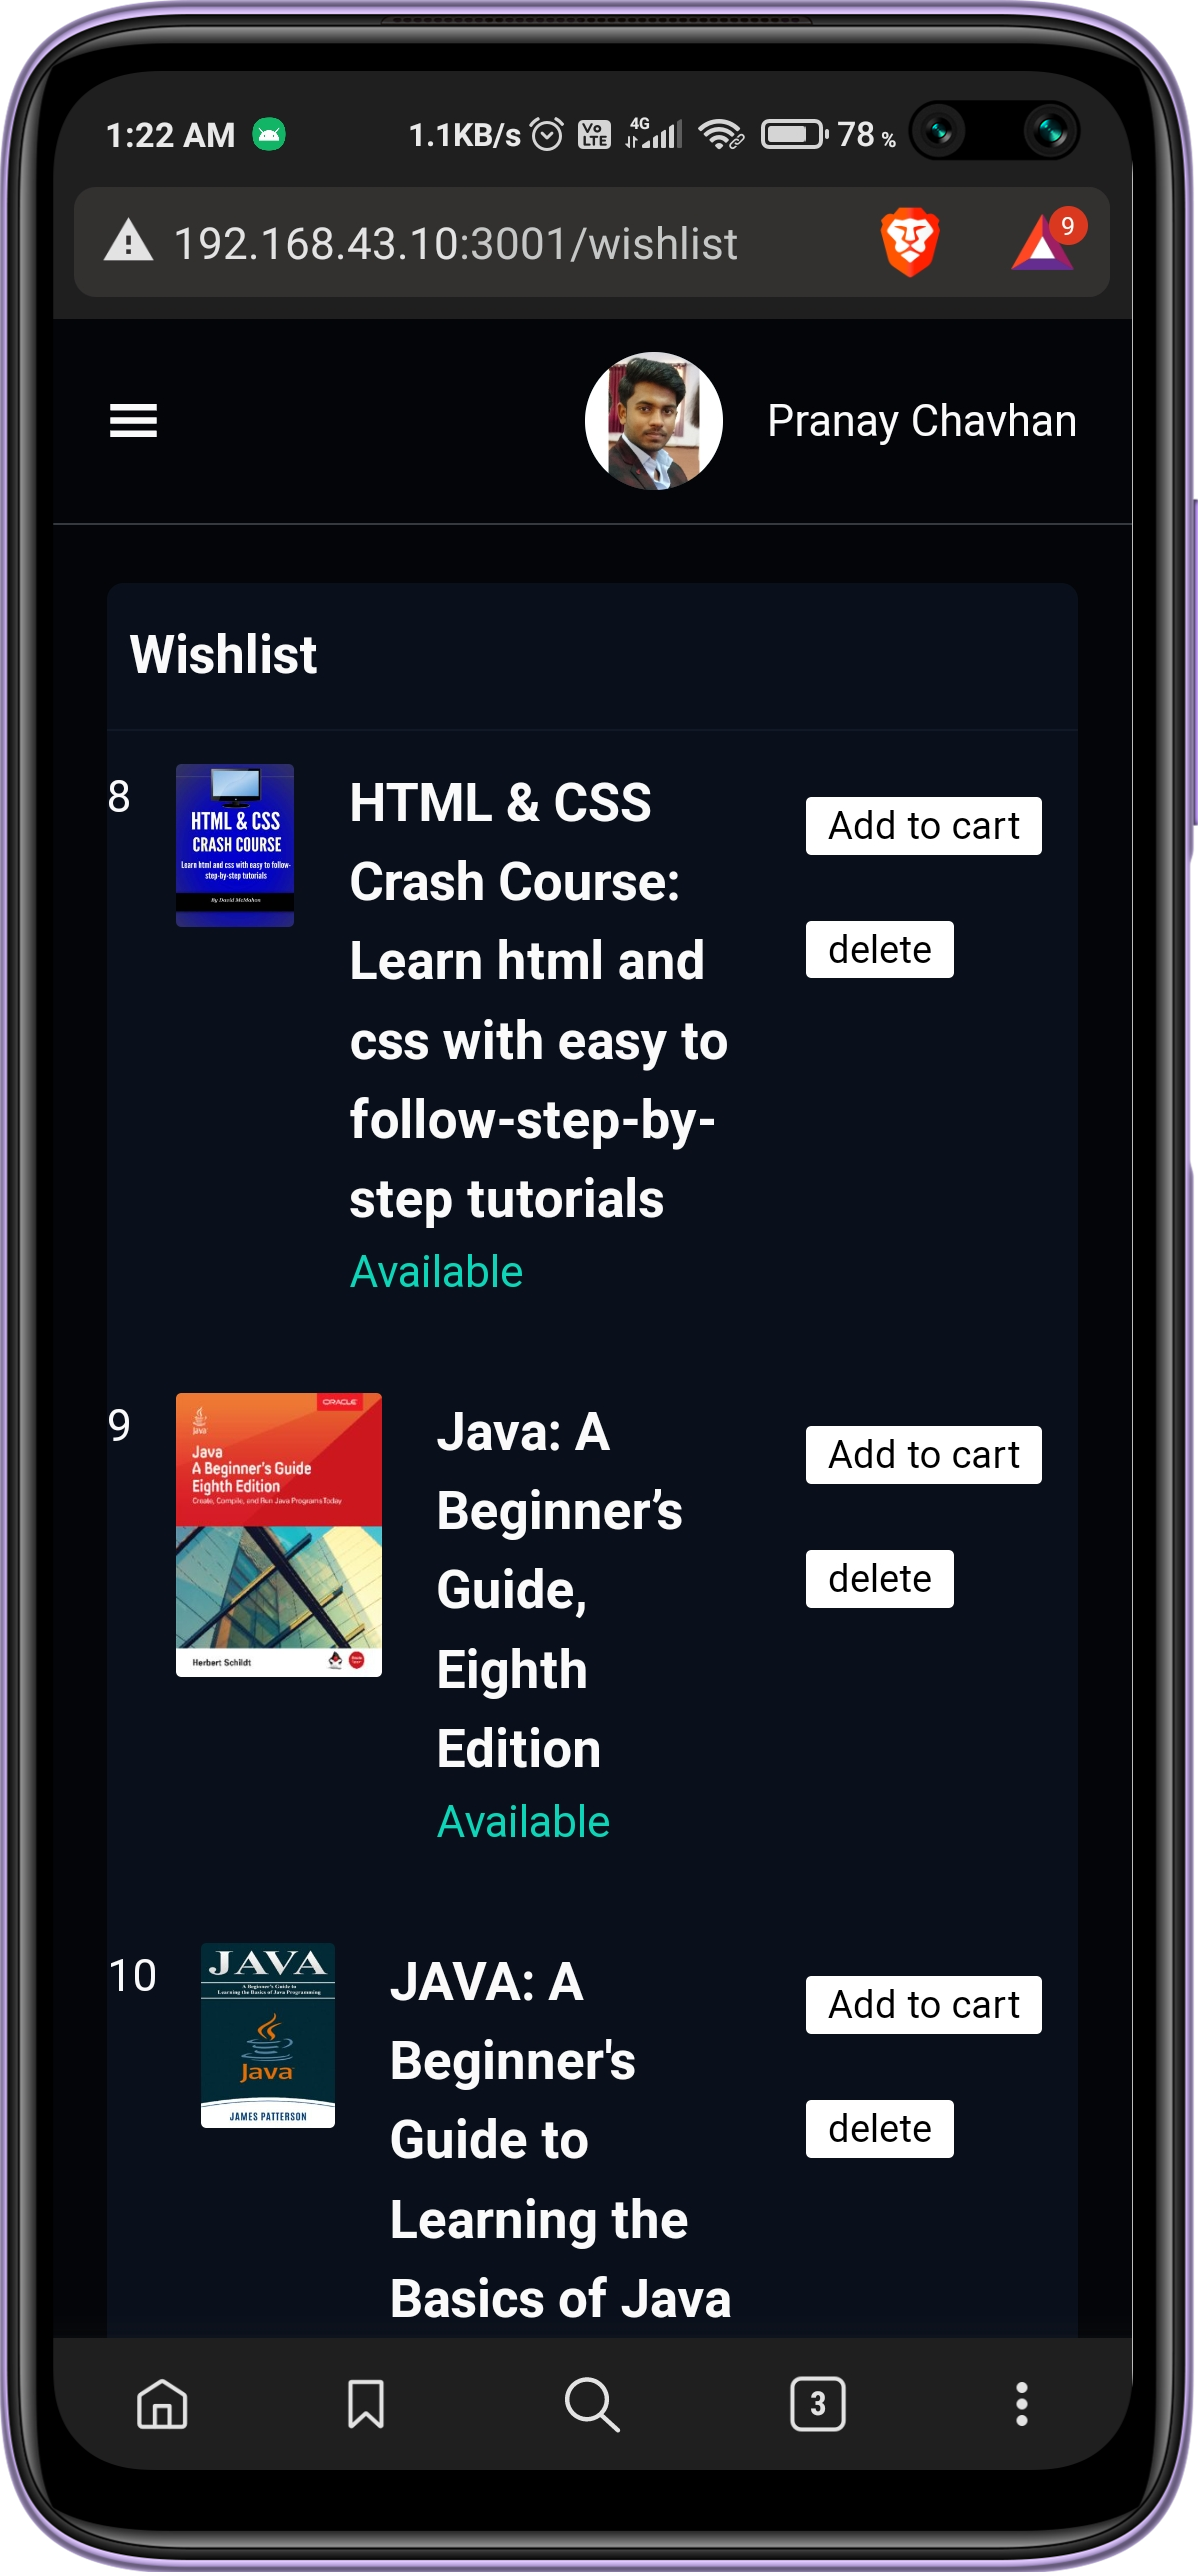 1:22 AM 1.1KB/s Vo LTE 4G 78 %
192.168.43.10:3001/wishlist 9
Pranay Chavhan
Wishlist
8
HTML & CSS
CRASH COURSE
Learn html and css with easy to follow-
step-by-step tutorials
By David McMahon
HTML & CSS
Crash Course:
Learn html and
css with easy to
follow-step-by-
step tutorials
Available
Add to cart
delete
9
ORACLE
Java
Java
A Beginner's Guide
Eighth Edition
Create, Compile, and Run Java Programs Today
Herbert Schildt
Java: A
Beginner’s
Guide,
Eighth
Edition
Available
Add to cart
delete
10
JAVA
A Beginner's Guide to
Learning the Basics of Java Programming
Java
JAMES PATTERSON
JAVA: A
Beginner's
Guide to
Learning the
Basics of Java
Add to cart
delete
3